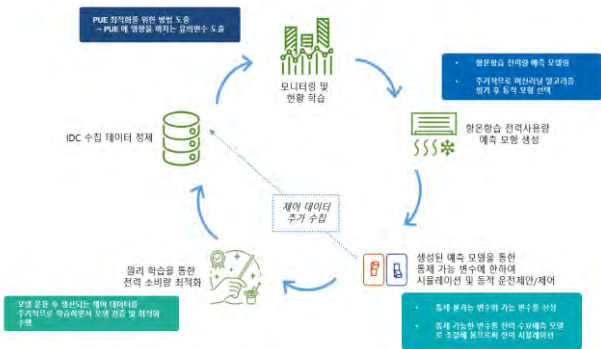 PUE 최적화를 위한 방법 도출
→ PUE 에 영향을 끼치는 유의변수 도출
모니터링 및
현황 학습
• 항온항습 전력량 예측 모델링
• 주기적으로 머신러닝 알고리즘
평가 후 동적 모형 선택
IDC 수집 데이터 정제
항온항습 전력사용량
예측 모형 생성
제어 데이터
추가 수집
원리 학습을 통한
전력 소비량 최적화
생성된 예측 모델을 통한
통제 가능 변수에 한하여
시뮬레이션 및 동적 운전제안/제어
모델 운용 후 생산되는 제어 데이터를
주기적으로 학습하면서 모델 검증 및 최적화
수행
• 통제 불가능 변수와 가능 변수를 선정
• 통제 가능한 변수를 전력 수요예측 모델
로 조절해 봄으로써 전력 시뮬레이션